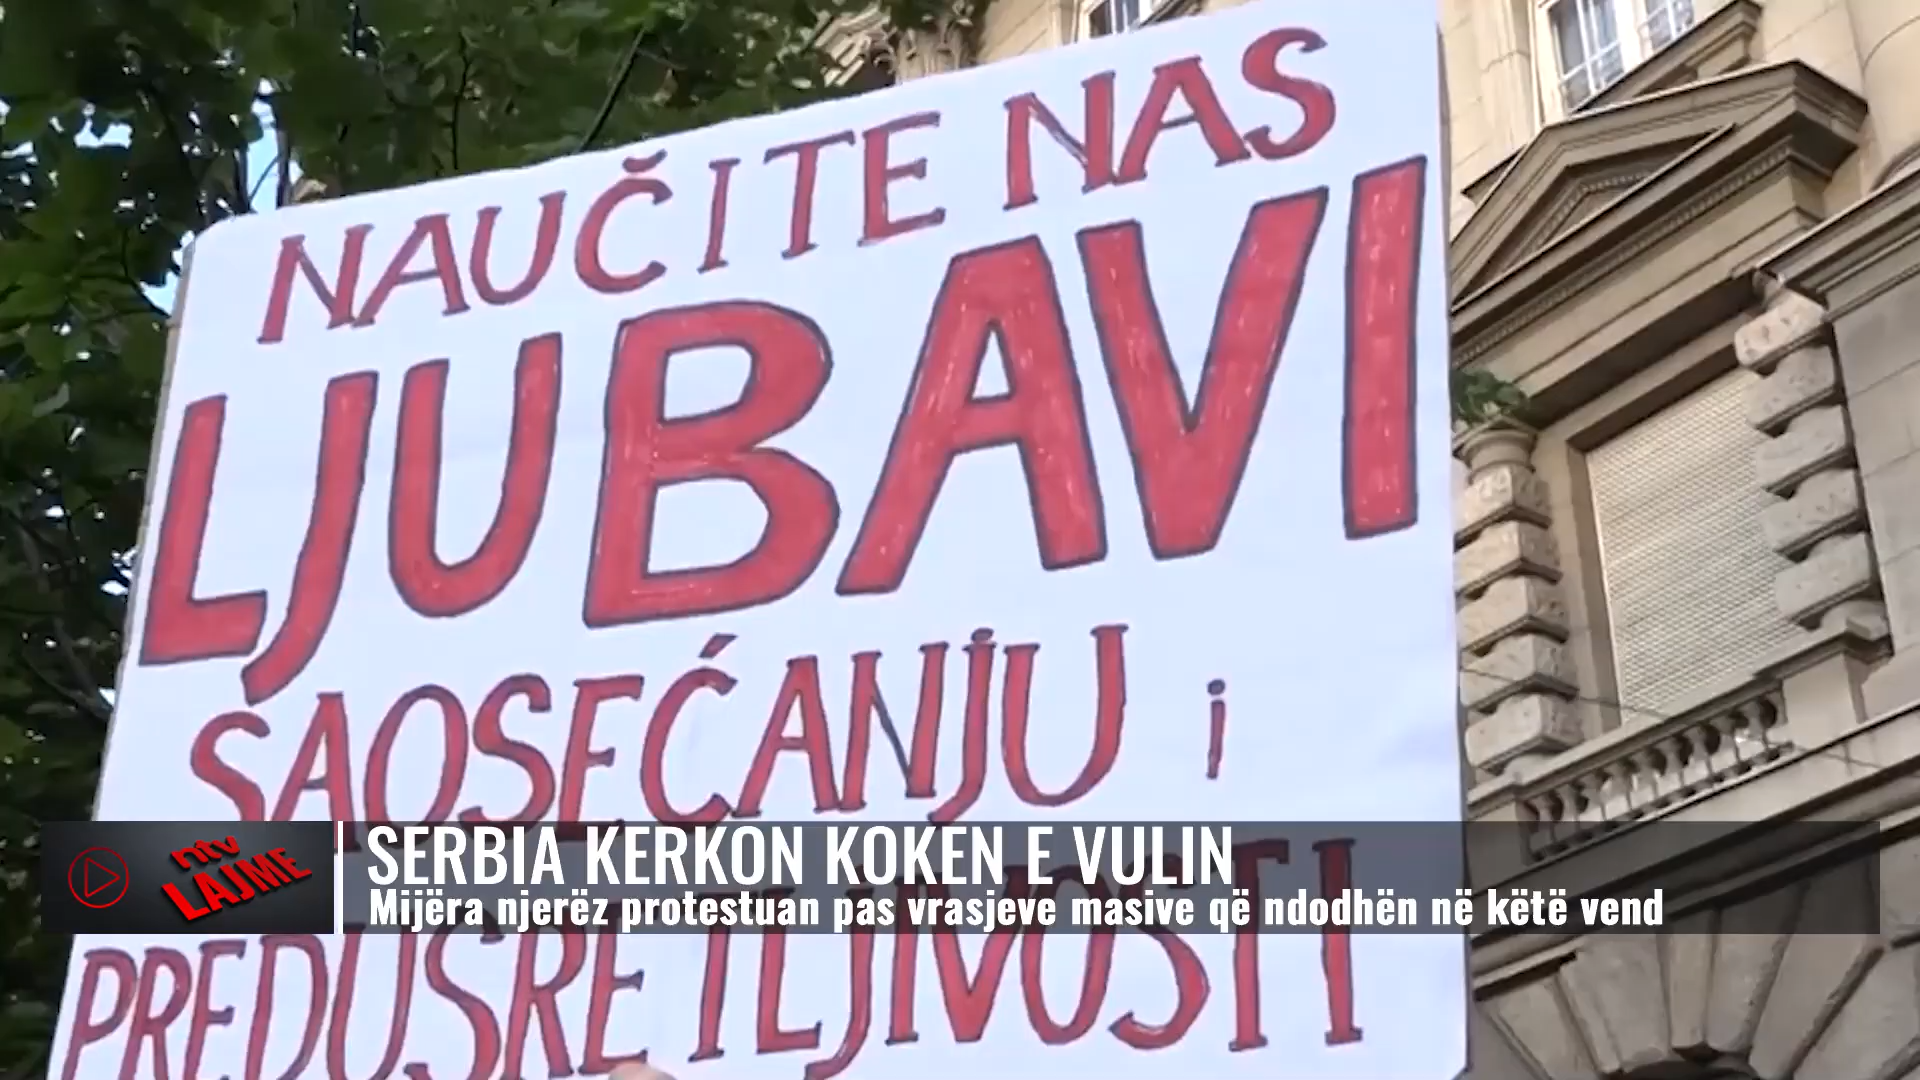 NAUČITE NAS
LJUBAVI
SAOSEĆANJU i
PREDUSRETLJIVOSTI
ntv
LAJME
SERBIA KERKON KOKEN E VULIN
Mijëra njerëz protestuan pas vrasjeve masive që ndodhën në këtë vend